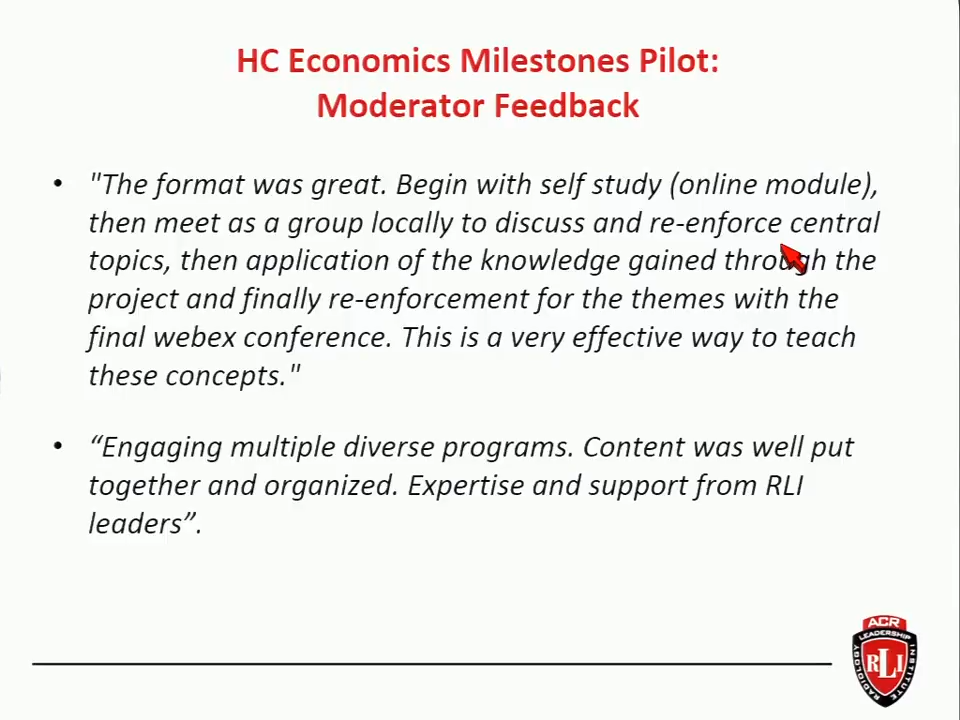 HC Economics Milestones Pilot:
Moderator Feedback
• "The format was great. Begin with self study (online module),
then meet as a group locally to discuss and re-enforce central
topics, then application of the knowledge gained through the
project and finally re-enforcement for the themes with the
final webex conference. This is a very effective way to teach
these concepts."
• “Engaging multiple diverse programs. Content was well put
together and organized. Expertise and support from RLI
leaders”.
ACR
RADIOLOGY LEADERSHIP INSTITUTE
RLI